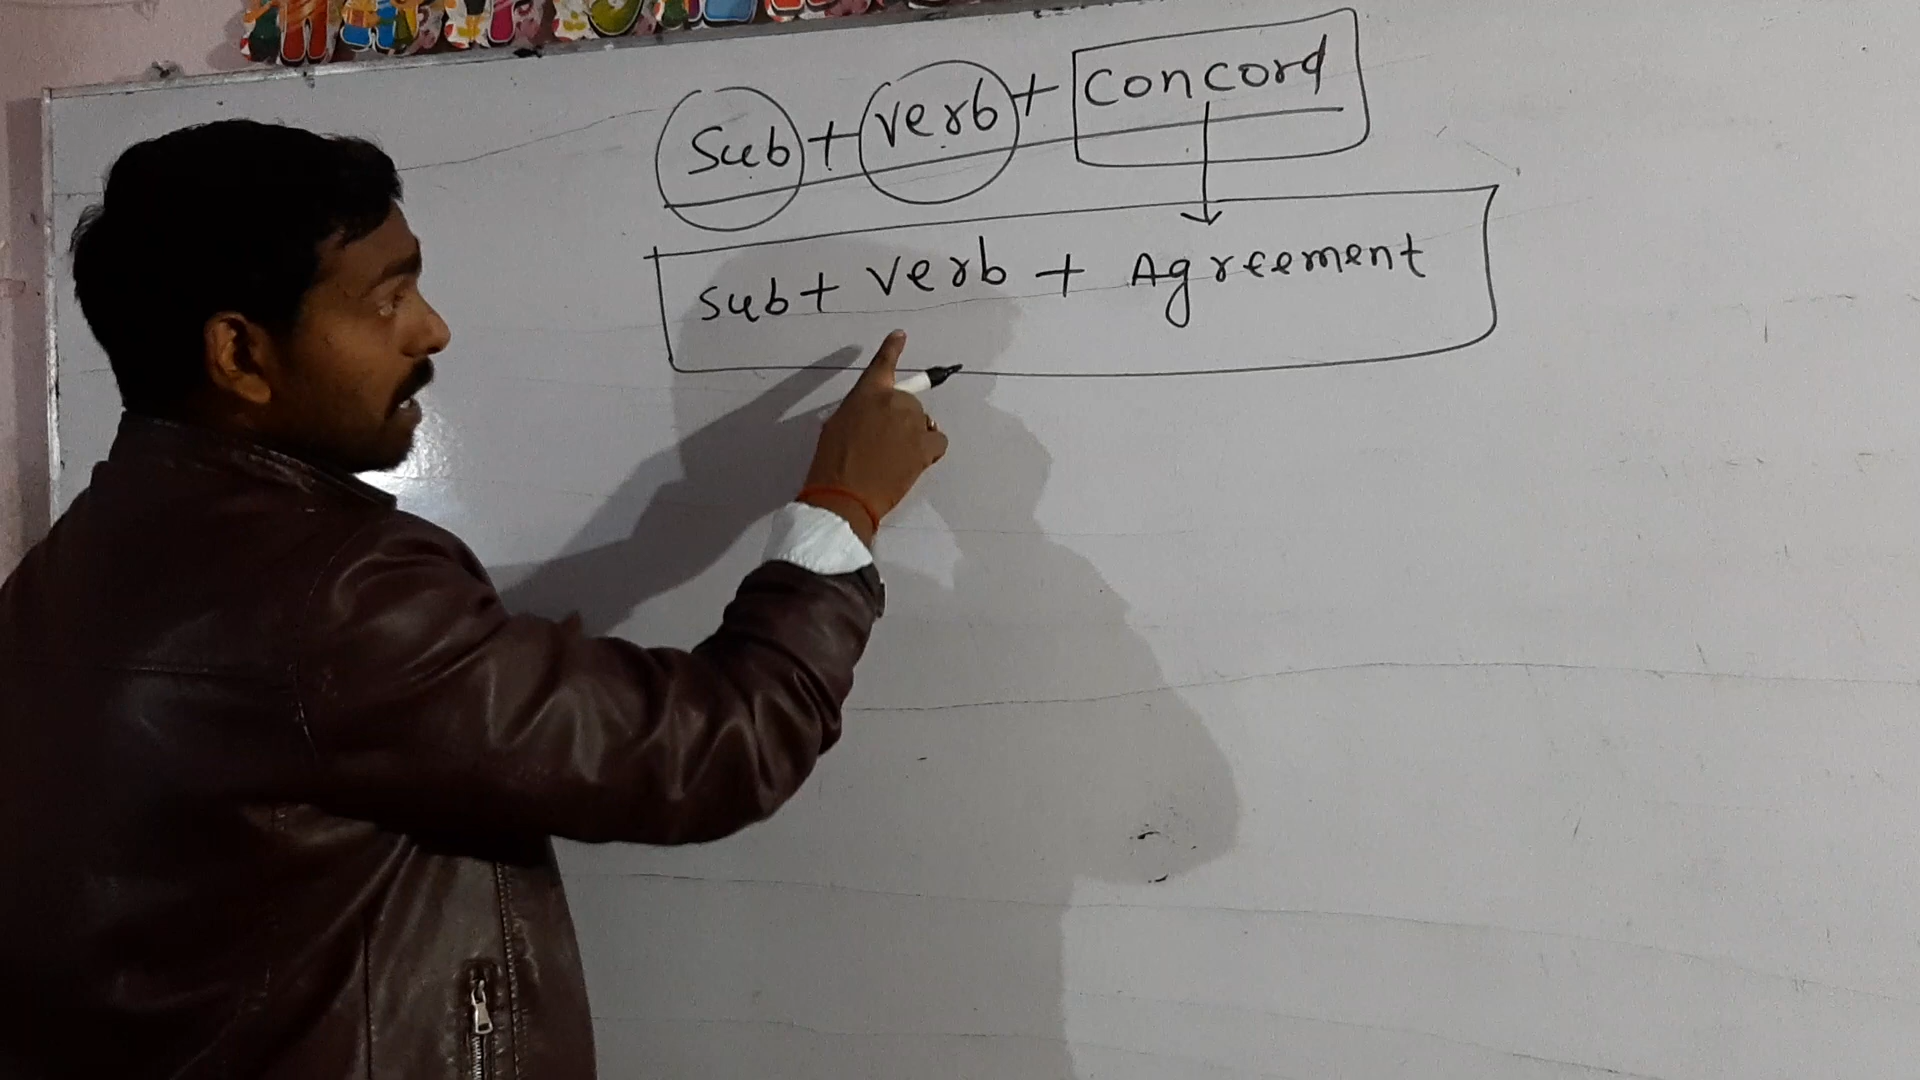 Sub + verb + Concord
Sub + verb + Agreement